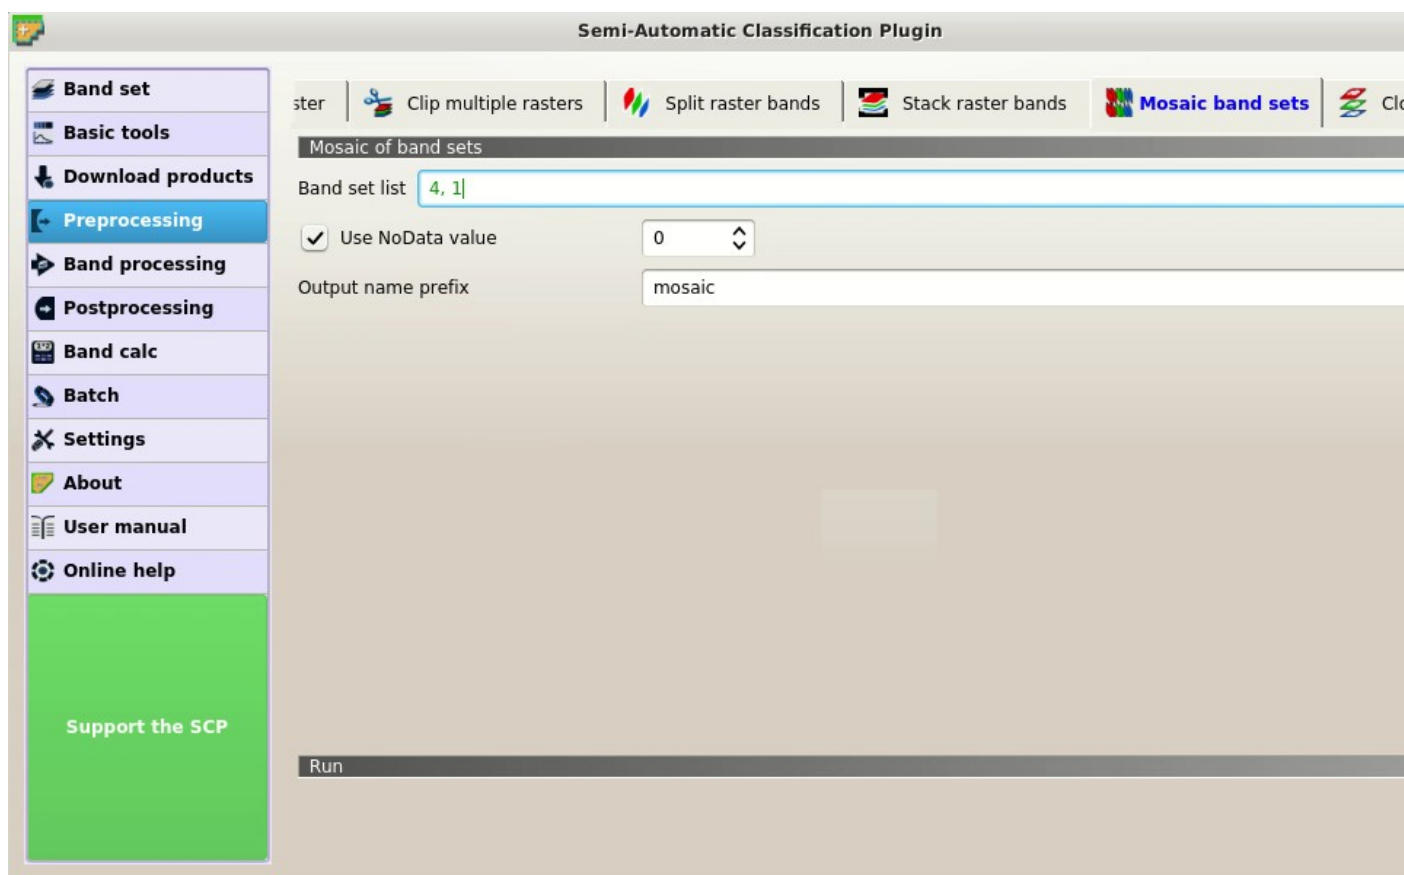 Semi-Automatic Classification Plugin
Band set
Basic tools
Download products
Preprocessing
Band processing
Postprocessing
Band calc
Batch
Settings
About
User manual
Online help
Support the SCP
ster Clip multiple rasters Split raster bands Stack raster bands Mosaic band sets Clo
Mosaic of band sets
Band set list 4, 1
Use NoData value 0
Output name prefix mosaic
Run